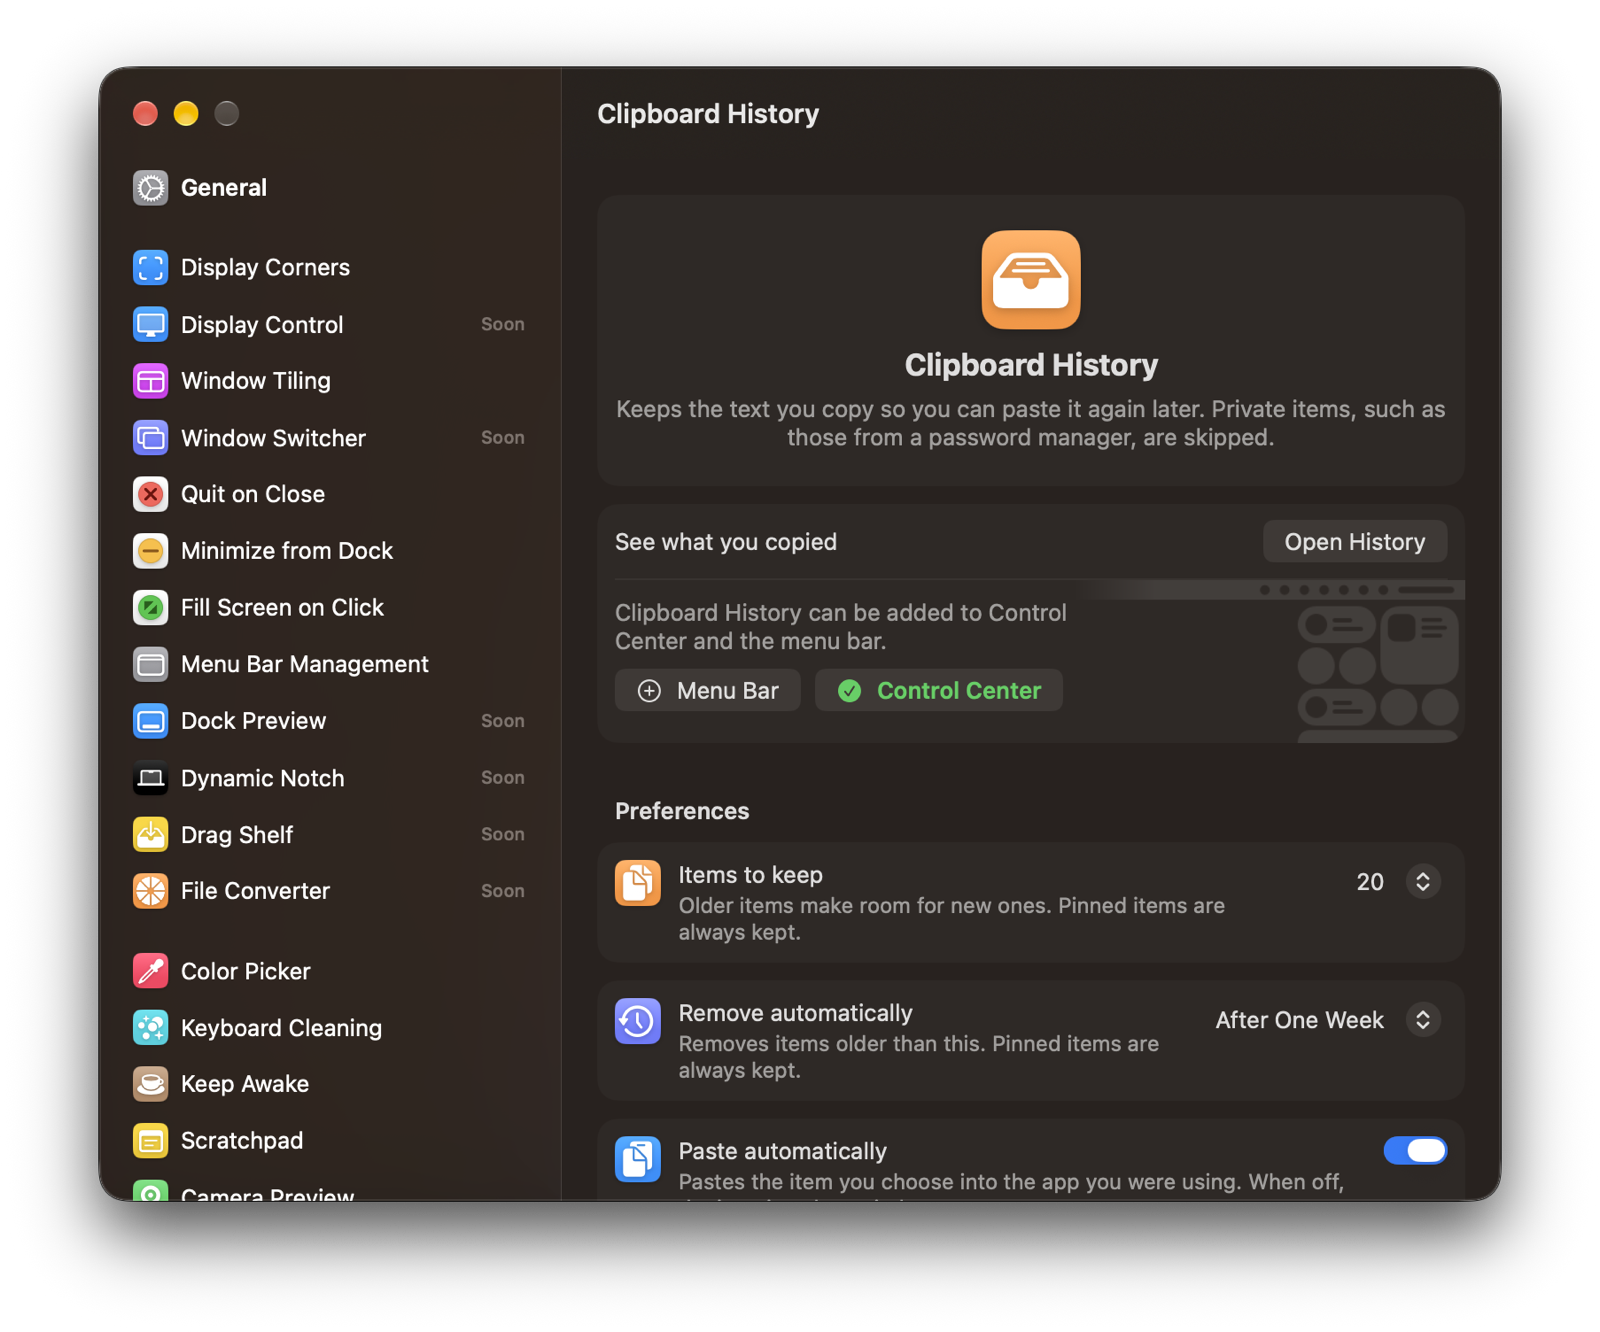 Clipboard History
General
Display Corners
Display Control Soon
Window Tiling
Window Switcher Soon
Quit on Close
Minimize from Dock
Fill Screen on Click
Menu Bar Management
Dock Preview Soon
Dynamic Notch Soon
Drag Shelf Soon
File Converter Soon
Color Picker
Keyboard Cleaning
Keep Awake
Scratchpad
Camera Preview
Clipboard History
Keeps the text you copy so you can paste it again later. Private items, such as
those from a password manager, are skipped.
See what you copied
Open History
Clipboard History can be added to Control
Center and the menu bar.
Menu Bar
Control Center
Preferences
Items to keep
20
Older items make room for new ones. Pinned items are
always kept.
Remove automatically
After One Week
Removes items older than this. Pinned items are
always kept.
Paste automatically
Pastes the item you choose into the app you were using. When off,